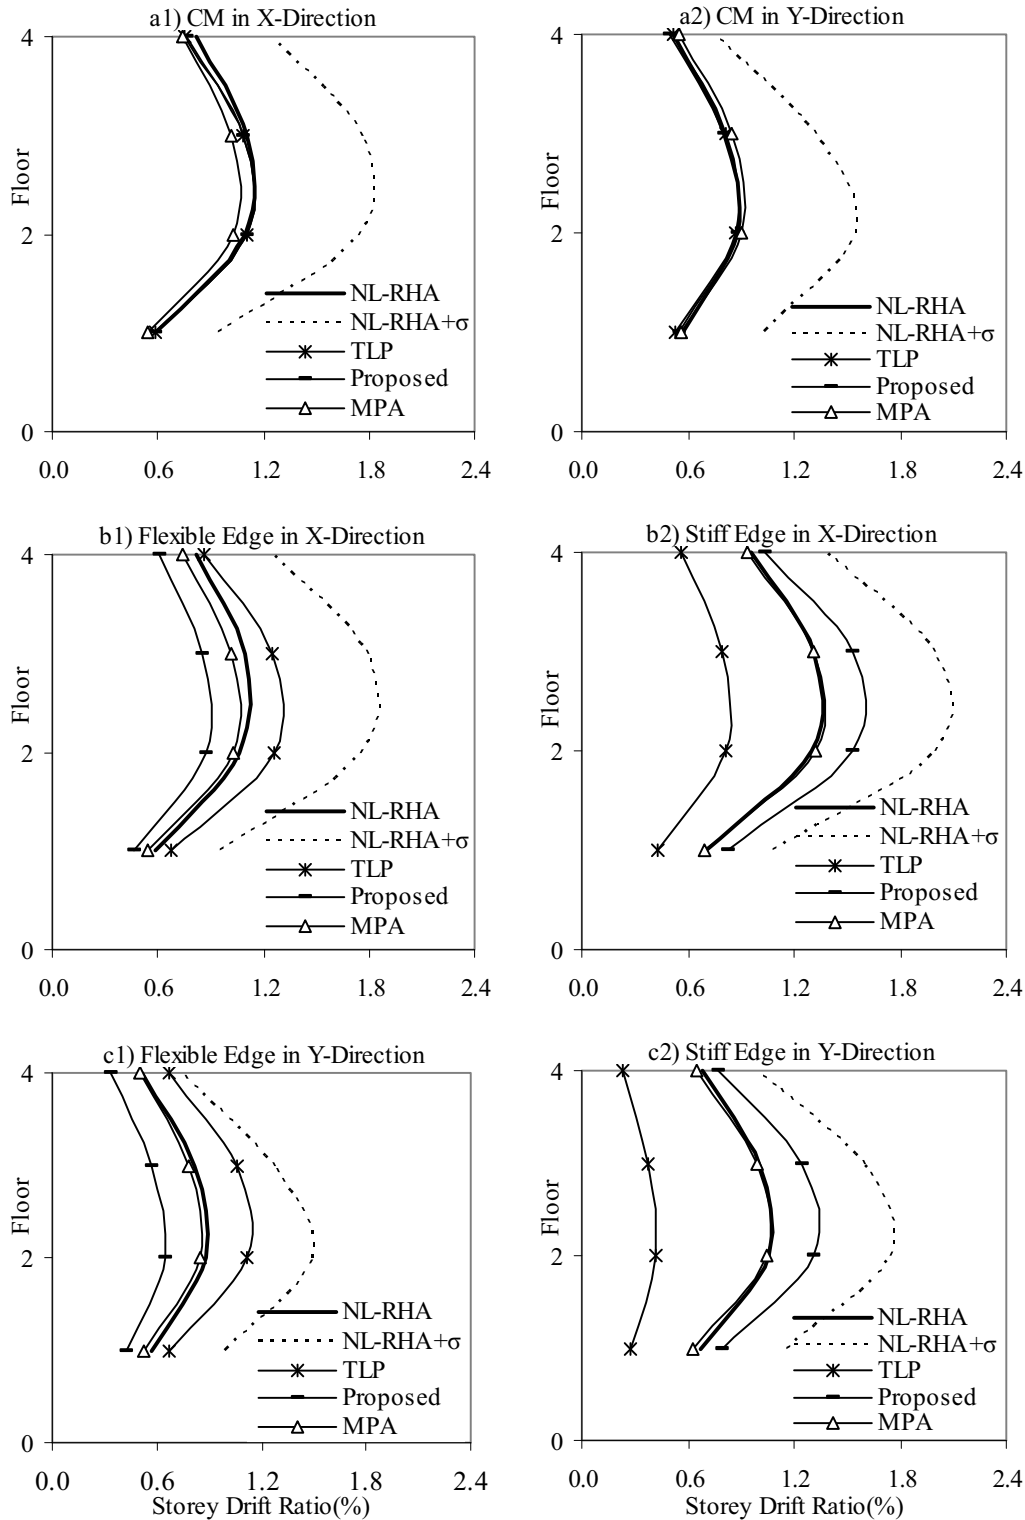 a1) CM in X-Direction
4
2
0
Floor
NL-RHA
NL-RHA+σ
TLP
Proposed
MPA
0.0 0.6 1.2 1.8 2.4
a2) CM in Y-Direction
4
2
0
Floor
NL-RHA
NL-RHA+σ
TLP
Proposed
MPA
0.0 0.6 1.2 1.8 2.4
b1) Flexible Edge in X-Direction
4
2
0
Floor
NL-RHA
NL-RHA+σ
TLP
Proposed
MPA
0.0 0.6 1.2 1.8 2.4
b2) Stiff Edge in X-Direction
4
2
0
Floor
NL-RHA
NL-RHA+σ
TLP
Proposed
MPA
0.0 0.6 1.2 1.8 2.4
c1) Flexible Edge in Y-Direction
4
2
0
Floor
NL-RHA
NL-RHA+σ
TLP
Proposed
MPA
0.0 0.6 1.2 1.8 2.4
Storey Drift Ratio(%)
c2) Stiff Edge in Y-Direction
4
2
0
Floor
NL-RHA
NL-RHA+σ
TLP
Proposed
MPA
0.0 0.6 1.2 1.8 2.4
Storey Drift Ratio(%)